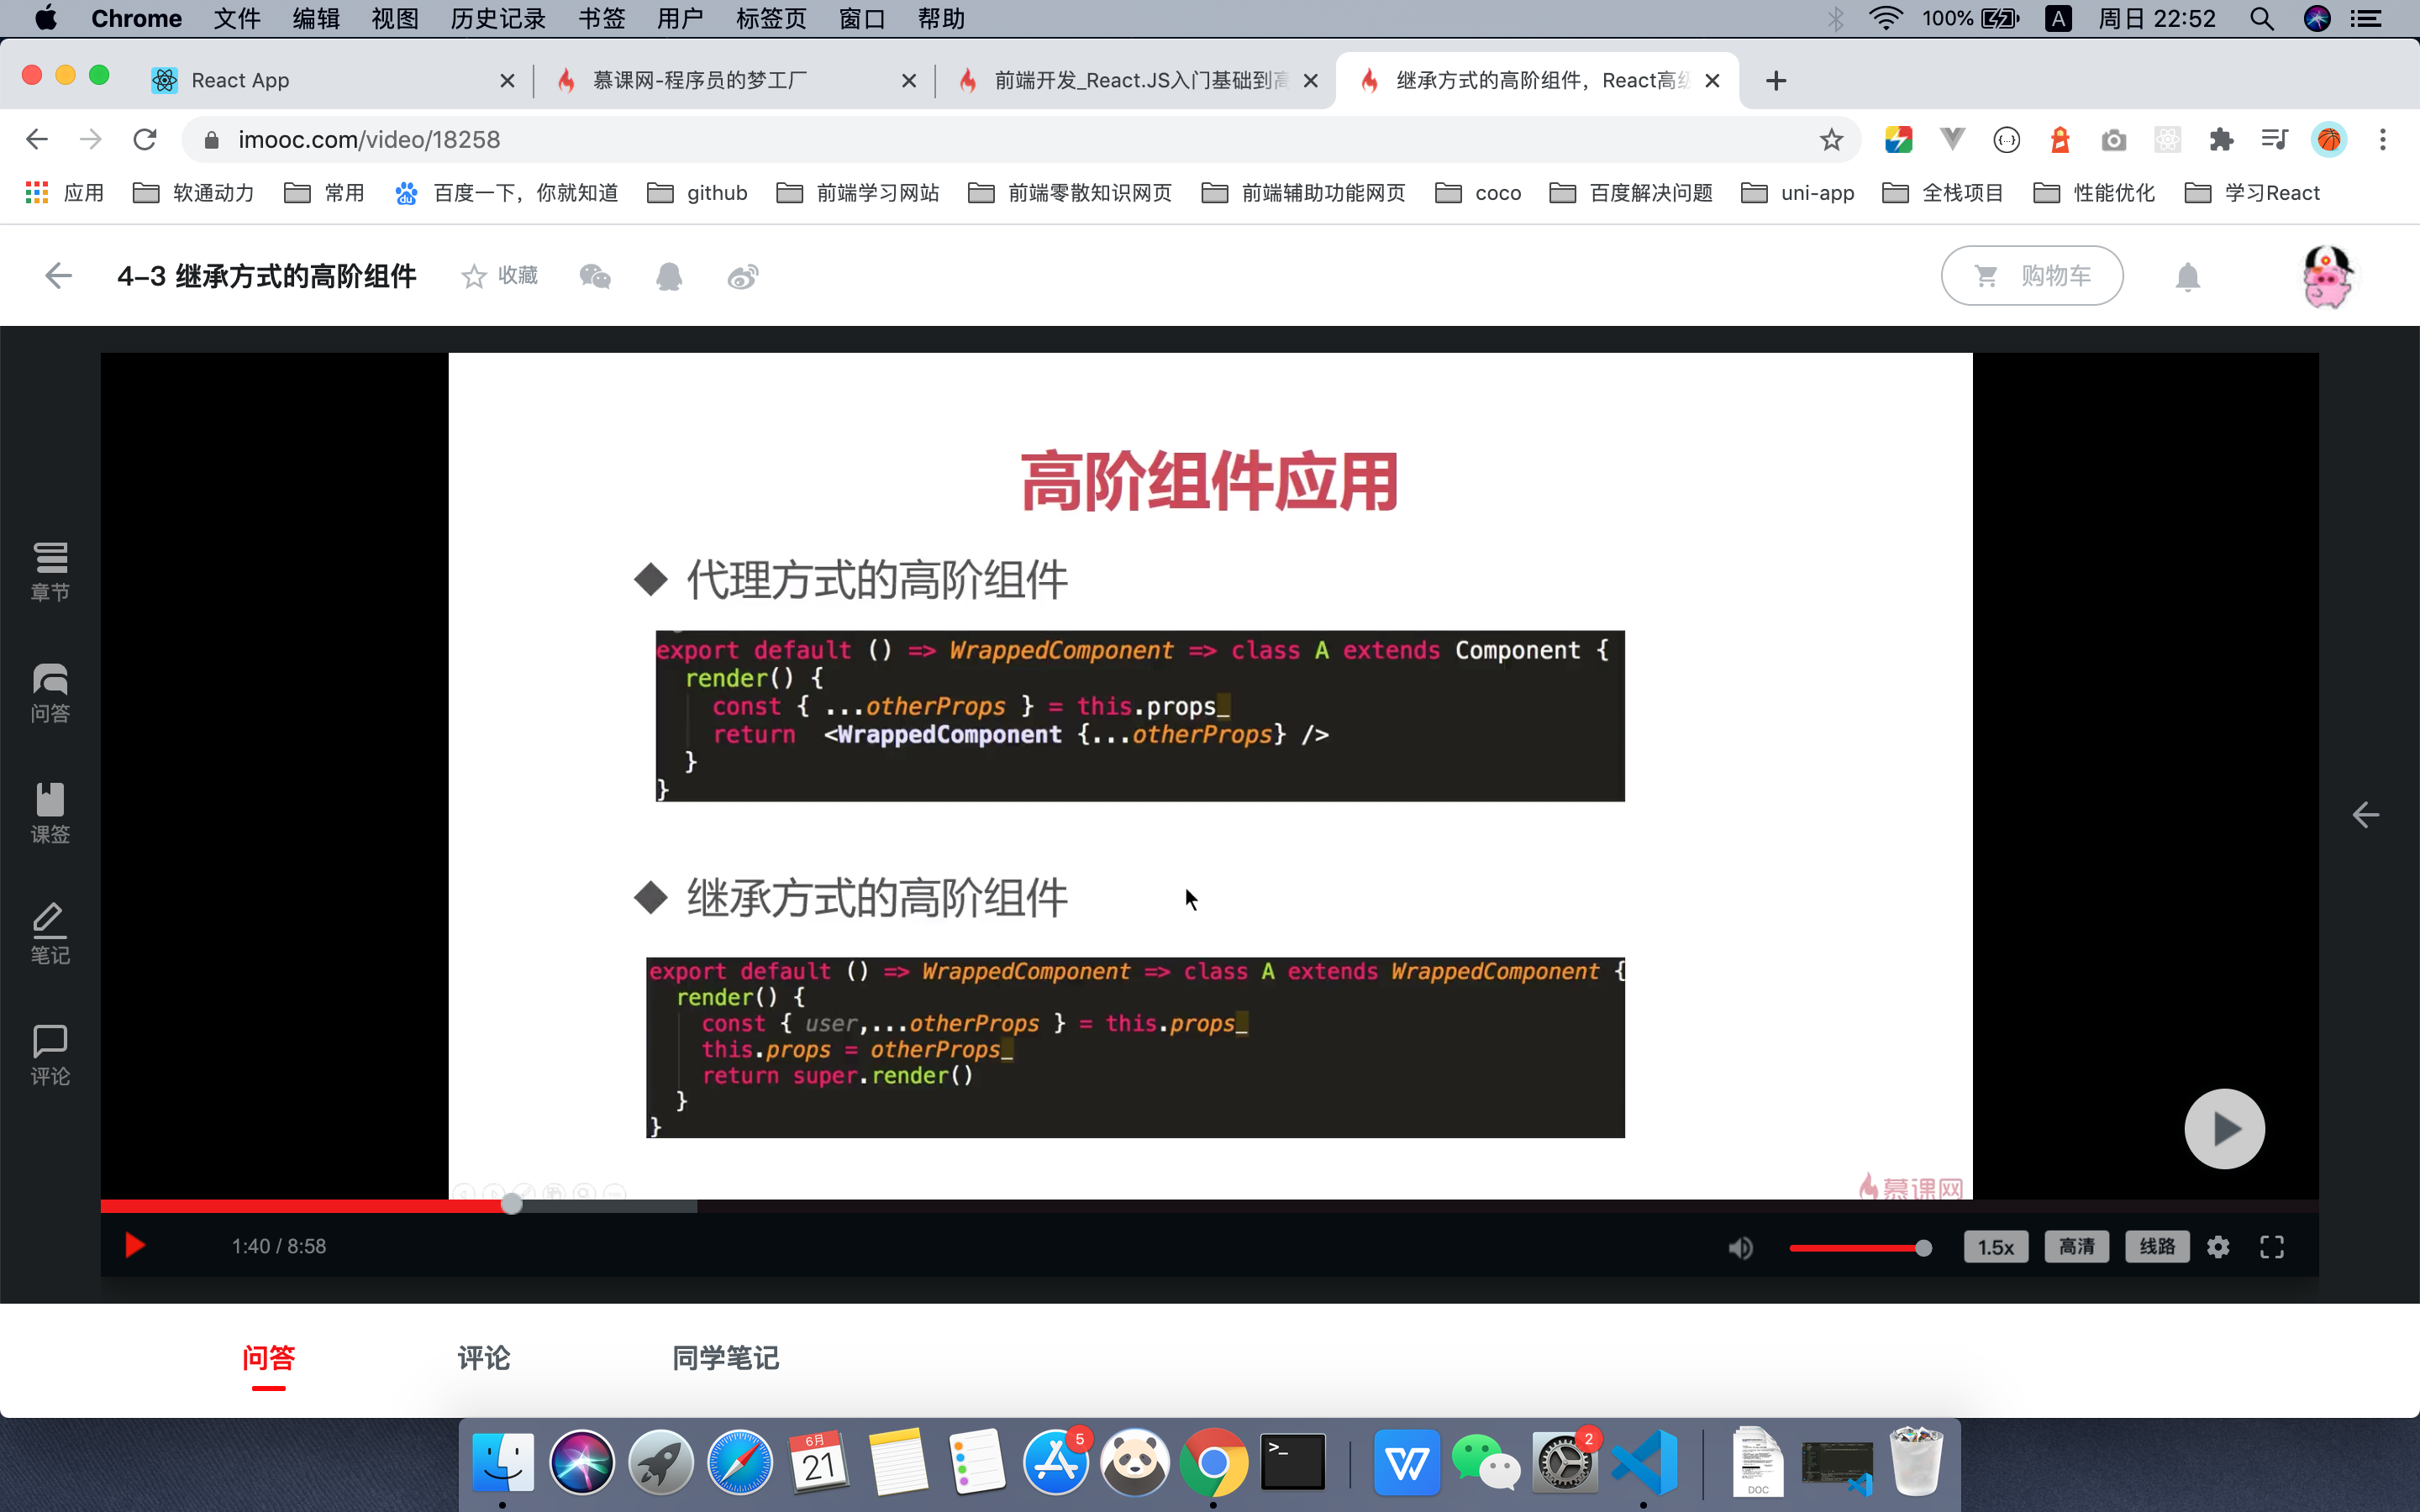 Chrome 文件 编辑 视图 历史记录 书签 用户 标签页 窗口 帮助 100% A 周日 22:52
React App 慕课网-程序员的梦工厂 前端开发_React.JS入门基础到高 继承方式的高阶组件，React高级
imooc.com/video/18258
应用 软通动力 常用 百度一下，你就知道 github 前端学习网站 前端零散知识网页 前端辅助功能网页 coco 百度解决问题 uni-app 全栈项目 性能优化 学习React
4-3 继承方式的高阶组件 收藏 购物车
章节
问答
课签
笔记
评论
高阶组件应用
代理方式的高阶组件
export default () => WrappedComponent => class A extends Component {
render() {
const { ...otherProps } = this.props_
return <WrappedComponent {...otherProps} />
}
}
继承方式的高阶组件
export default () => WrappedComponent => class A extends WrappedComponent {
render() {
const { user,...otherProps } = this.props_
this.props = otherProps_
return super.render()
}
}
慕课网
1:40 / 8:58 1.5x 高清 线路
问答 评论 同学笔记
6月
21
5
>_
W
2
DOC